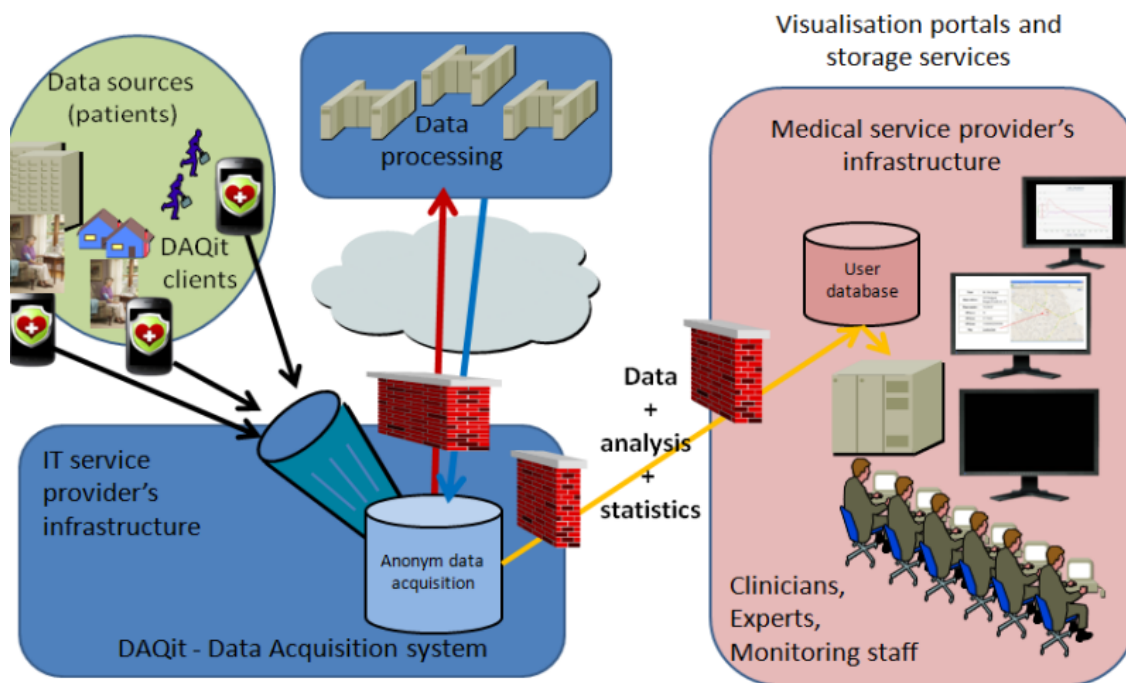 Data sources
(patients)
DAQit
clients
Data
processing
Visualisation portals and
storage services
Medical service provider's
infrastructure
User
database
Data
+
analysis
+
statistics
IT service
provider's
infrastructure
Anonym data
acquisition
DAQit - Data Acquisition system
Clinicians,
Experts,
Monitoring staff